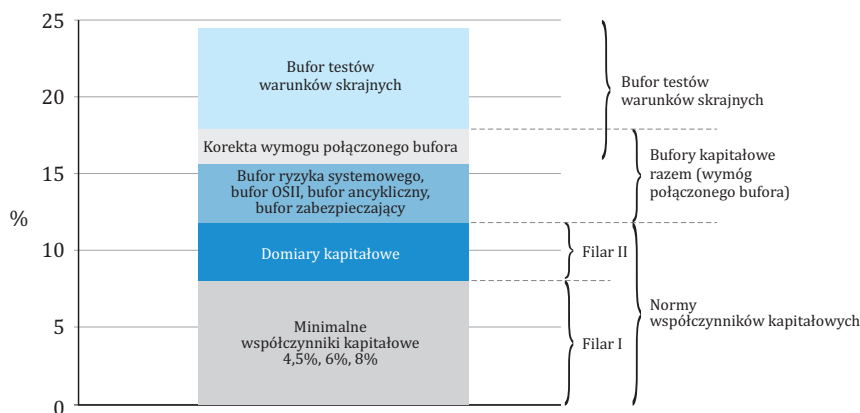 25
20
15
10
5
0
%
Bufor testów
warunków skrajnych
Korekta wymogu połączonego bufora
Bufor ryzyka systemowego,
bufor OSII, bufor ancykliczny,
bufor zabezpieczający
Domiary kapitałowe
Minimalne
współczynniki kapitałowe
4,5%, 6%, 8%
Filar II
Filar I
Bufor testów
warunków skrajnych
Bufory kapitałowe
razem (wymóg
połączonego bufora)
Normy
współczynników kapitałowych